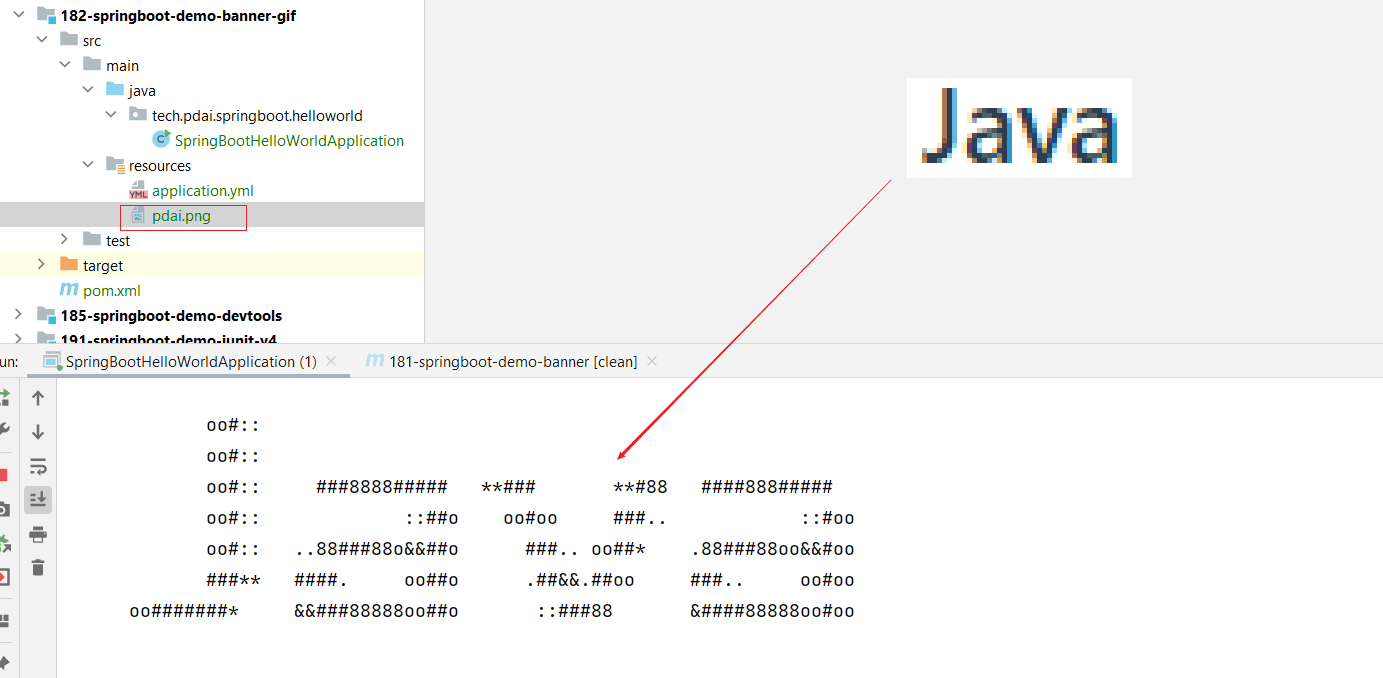 182-springboot-demo-banner-gif
src
main
java
tech.pdai.springboot.helloworld
SpringBootHelloWorldApplication
resources
application.yml
pdai.png
test
target
pom.xml
185-springboot-demo-devtools
191-springboot-demo-junit-v4
Java
un: SpringBootHelloWorldApplication (1) 181-springboot-demo-banner [clean]
       oo#::
       oo#::
       oo#::     ###8888#####   **###       **#88   ####888#####
       oo#::             ::##o    oo#oo     ###..            ::#oo
       oo#::   ..88###88o&&##o      ###.. oo##*    .88###88oo&&#oo
       ###**   ####.     oo##o      .##&&.##oo     ###..     oo#oo
oo#######*     &&###88888oo##o       ::###88       &####88888oo#oo